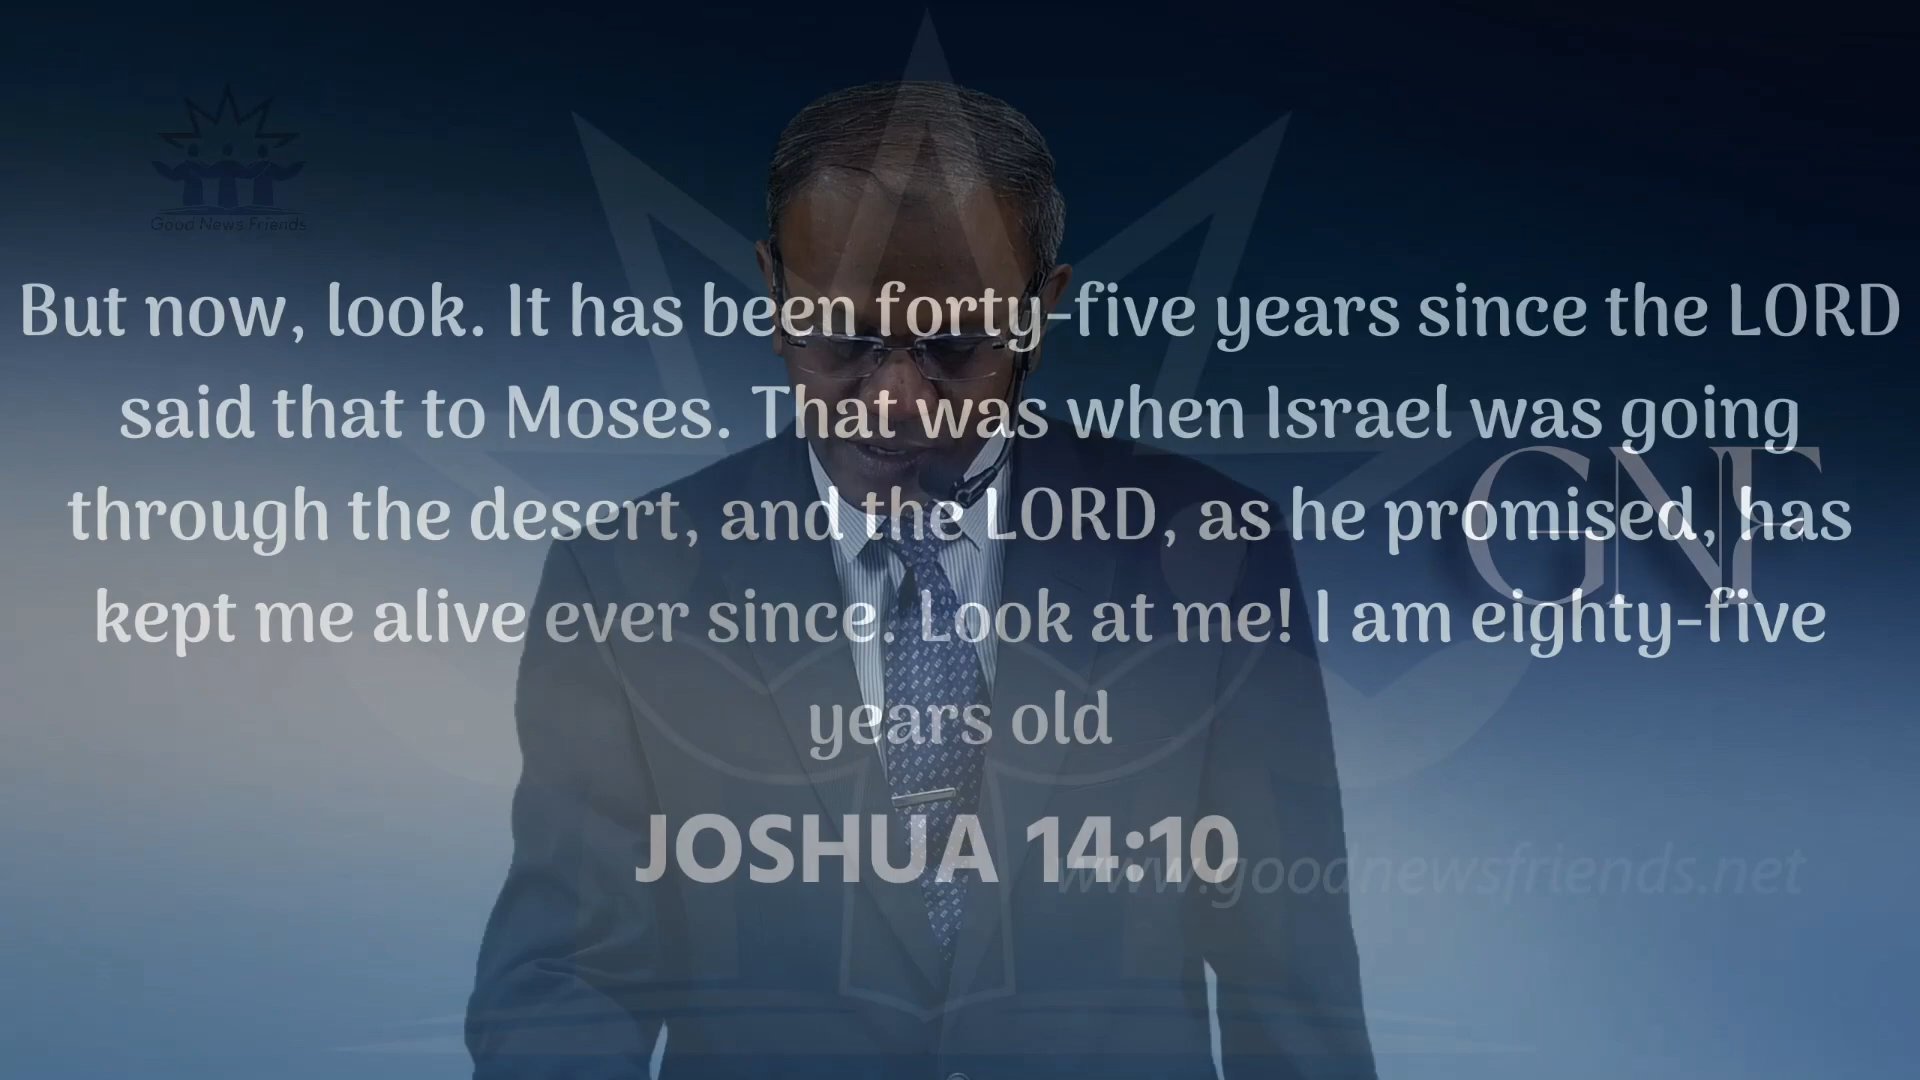 Good News Friends
But now, look. It has been forty-five years since the LORD
said that to Moses. That was when Israel was going
through the desert, and the LORD, as he promised, has
GNF
kept me alive ever since. Look at me! I am eighty-five
years old
JOSHUA 14:10
www.goodnewsfriends.net